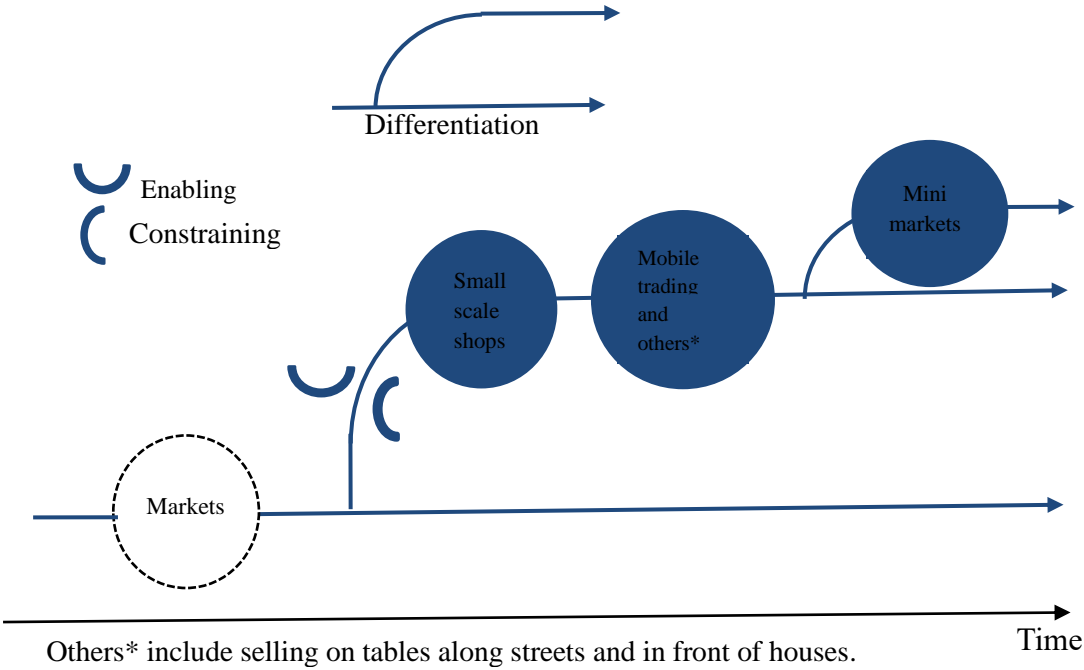 Differentiation
Enabling
Constraining
Mini
markets
Mobile
trading
and
others*
Small
scale
shops
Markets
Time
Others* include selling on tables along streets and in front of houses.